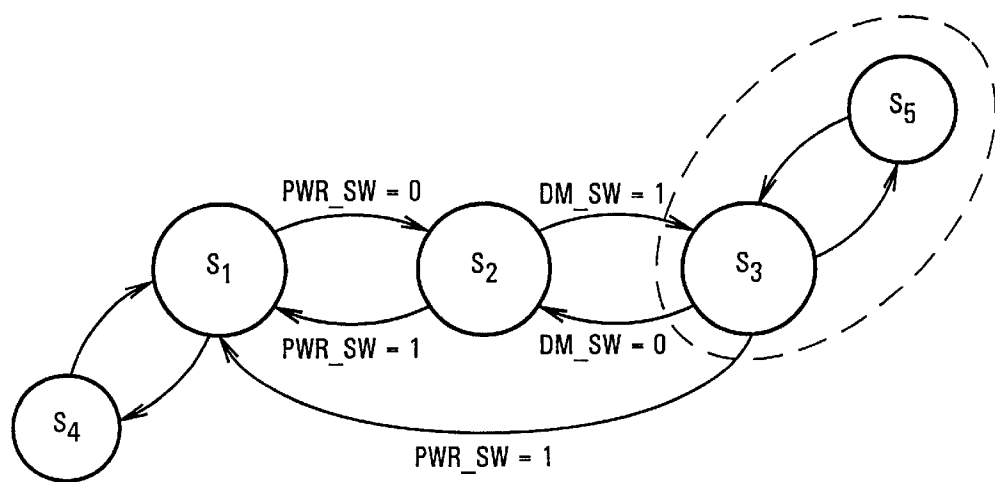 S5
PWR_SW = 0
DM_SW = 1
S1
S2
S3
PWR_SW = 1
DM_SW = 0
S4
PWR_SW = 1